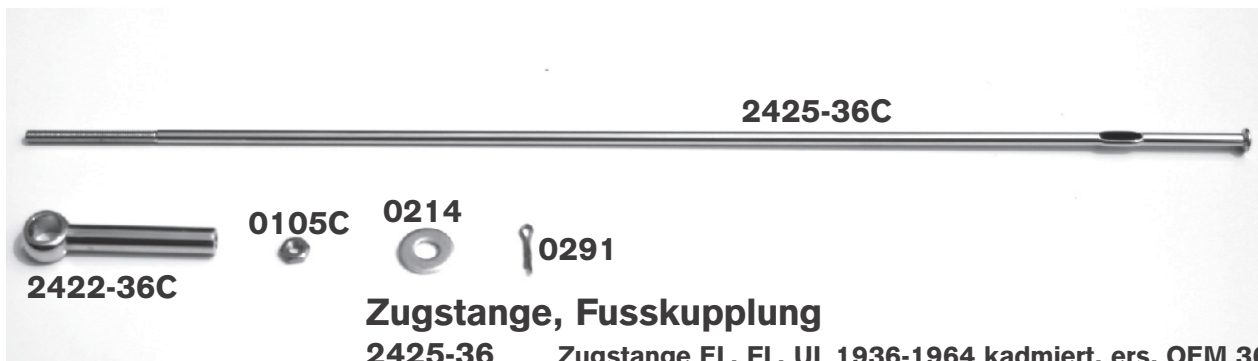 2425-36C
0105C
0214
0291
2422-36C
Zugstange, Fusskupplung
2425-36 Zugstange EL, FL, UL 1936-1964 kadmiert, ers. OEM